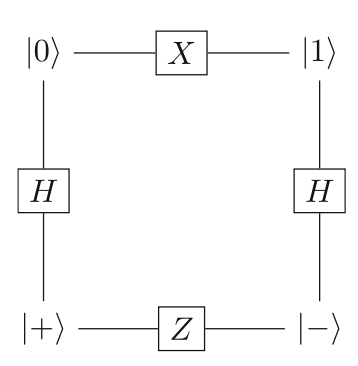 |0⟩ X |1⟩
H H
|+⟩ Z |−⟩